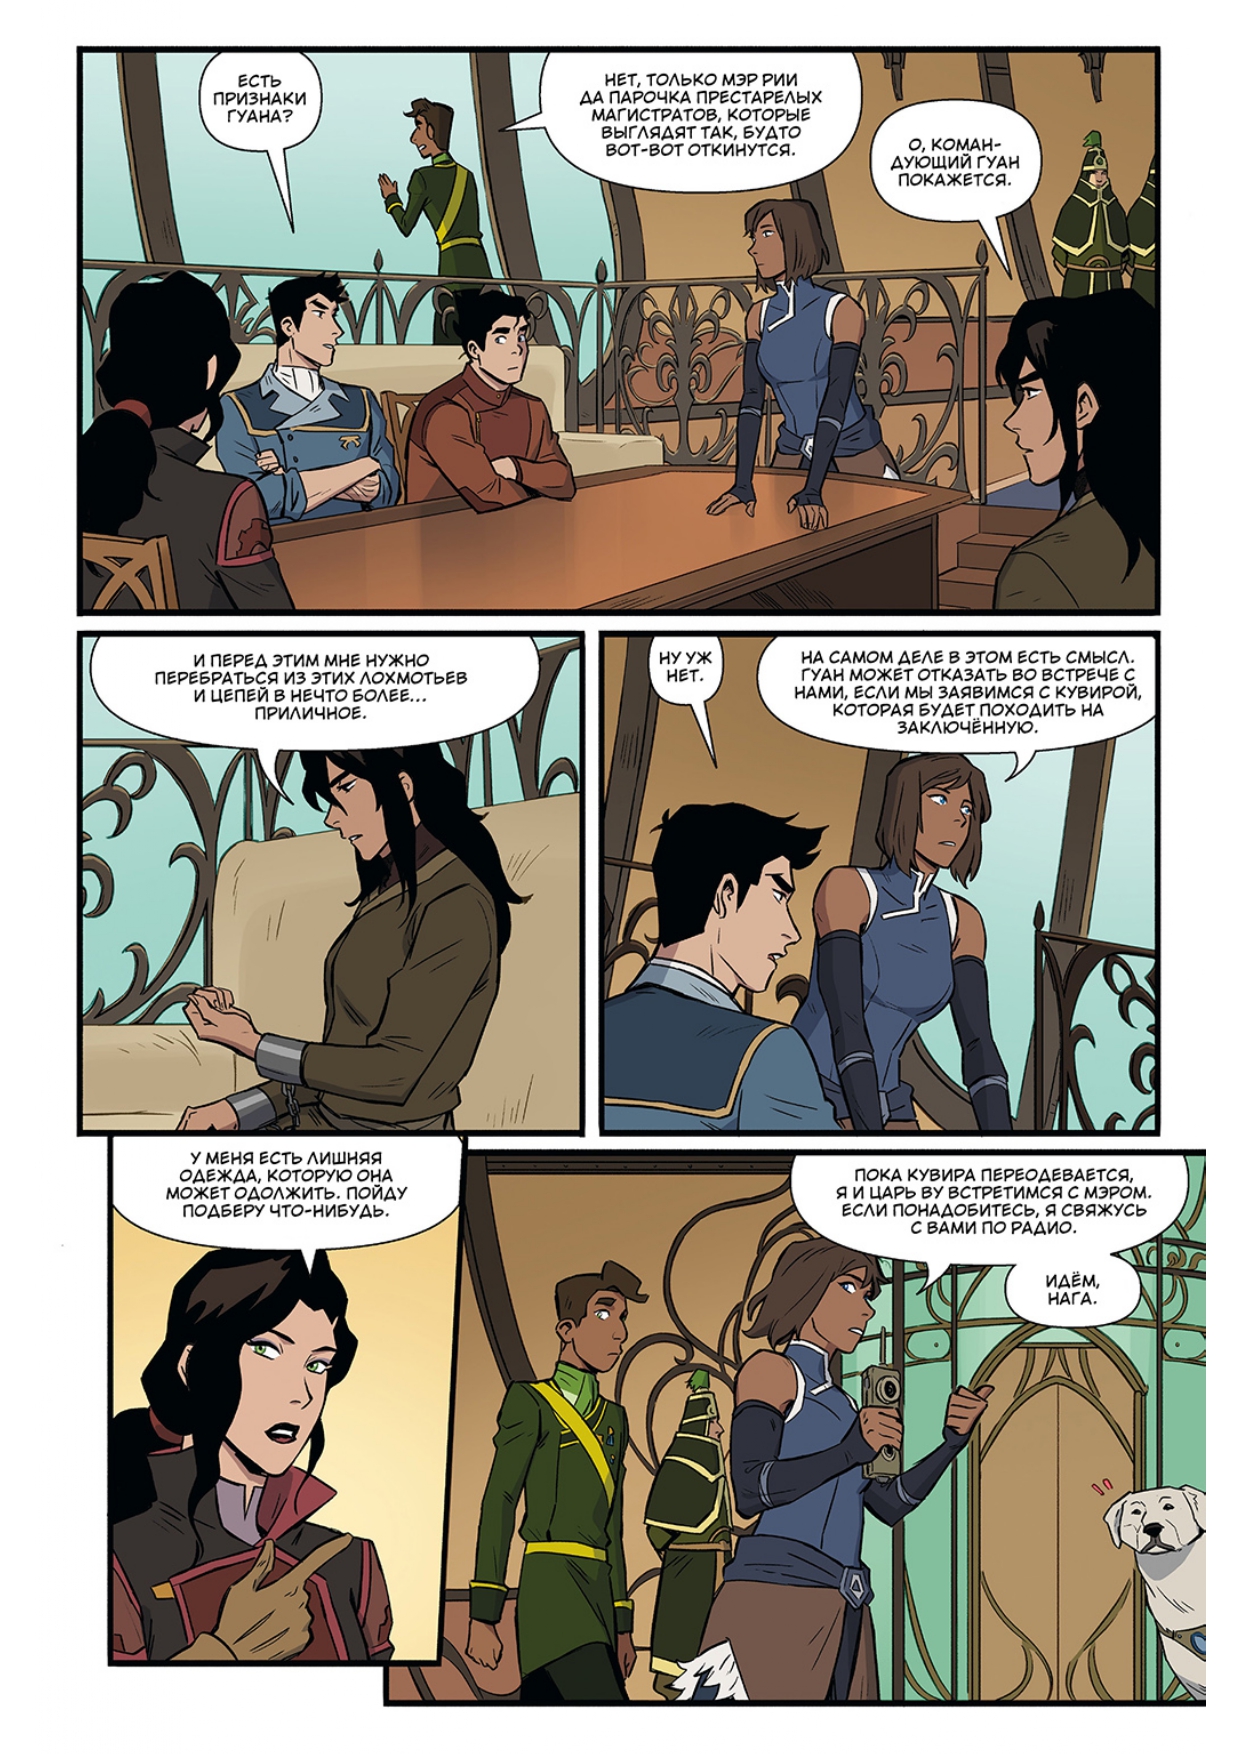 ЕСТЬ
ПРИЗНАКИ
ГУАНА?
НЕТ, ТОЛЬКО МЭР РИИ
ДА ПАРОЧКА ПРЕСТАРЕЛЫХ
МАГИСТРАТОВ, КОТОРЫЕ
ВЫГЛЯДЯТ ТАК, БУДТО
ВОТ-ВОТ ОТКИНУТСЯ.
О, КОМАН-
ДУЮЩИЙ ГУАН
ПОКАЖЕТСЯ.
И ПЕРЕД ЭТИМ МНЕ НУЖНО
ПЕРЕБРАТЬСЯ ИЗ ЭТИХ ЛОХМОТЬЕВ
И ЦЕПЕЙ В НЕЧТО БОЛЕЕ...
ПРИЛИЧНОЕ.
НУ УЖ
НЕТ.
НА САМОМ ДЕЛЕ В ЭТОМ ЕСТЬ СМЫСЛ.
ГУАН МОЖЕТ ОТКАЗАТЬ ВО ВСТРЕЧЕ С
НАМИ, ЕСЛИ МЫ ЗАЯВИМСЯ С КУВИРОЙ,
КОТОРАЯ БУДЕТ ПОХОДИТЬ НА
ЗАКЛЮЧЁННУЮ.
У МЕНЯ ЕСТЬ ЛИШНЯЯ
ОДЕЖДА, КОТОРУЮ ОНА
МОЖЕТ ОДОЛЖИТЬ. ПОЙДУ
ПОДБЕРУ ЧТО-НИБУДЬ.
ПОКА КУВИРА ПЕРЕОДЕВАЕТСЯ,
Я И ЦАРЬ ВУ ВСТРЕТИМСЯ С МЭРОМ.
ЕСЛИ ПОНАДОБИТЕСЬ, Я СВЯЖУСЬ
С ВАМИ ПО РАДИО.
ИДЁМ,
НАГА.